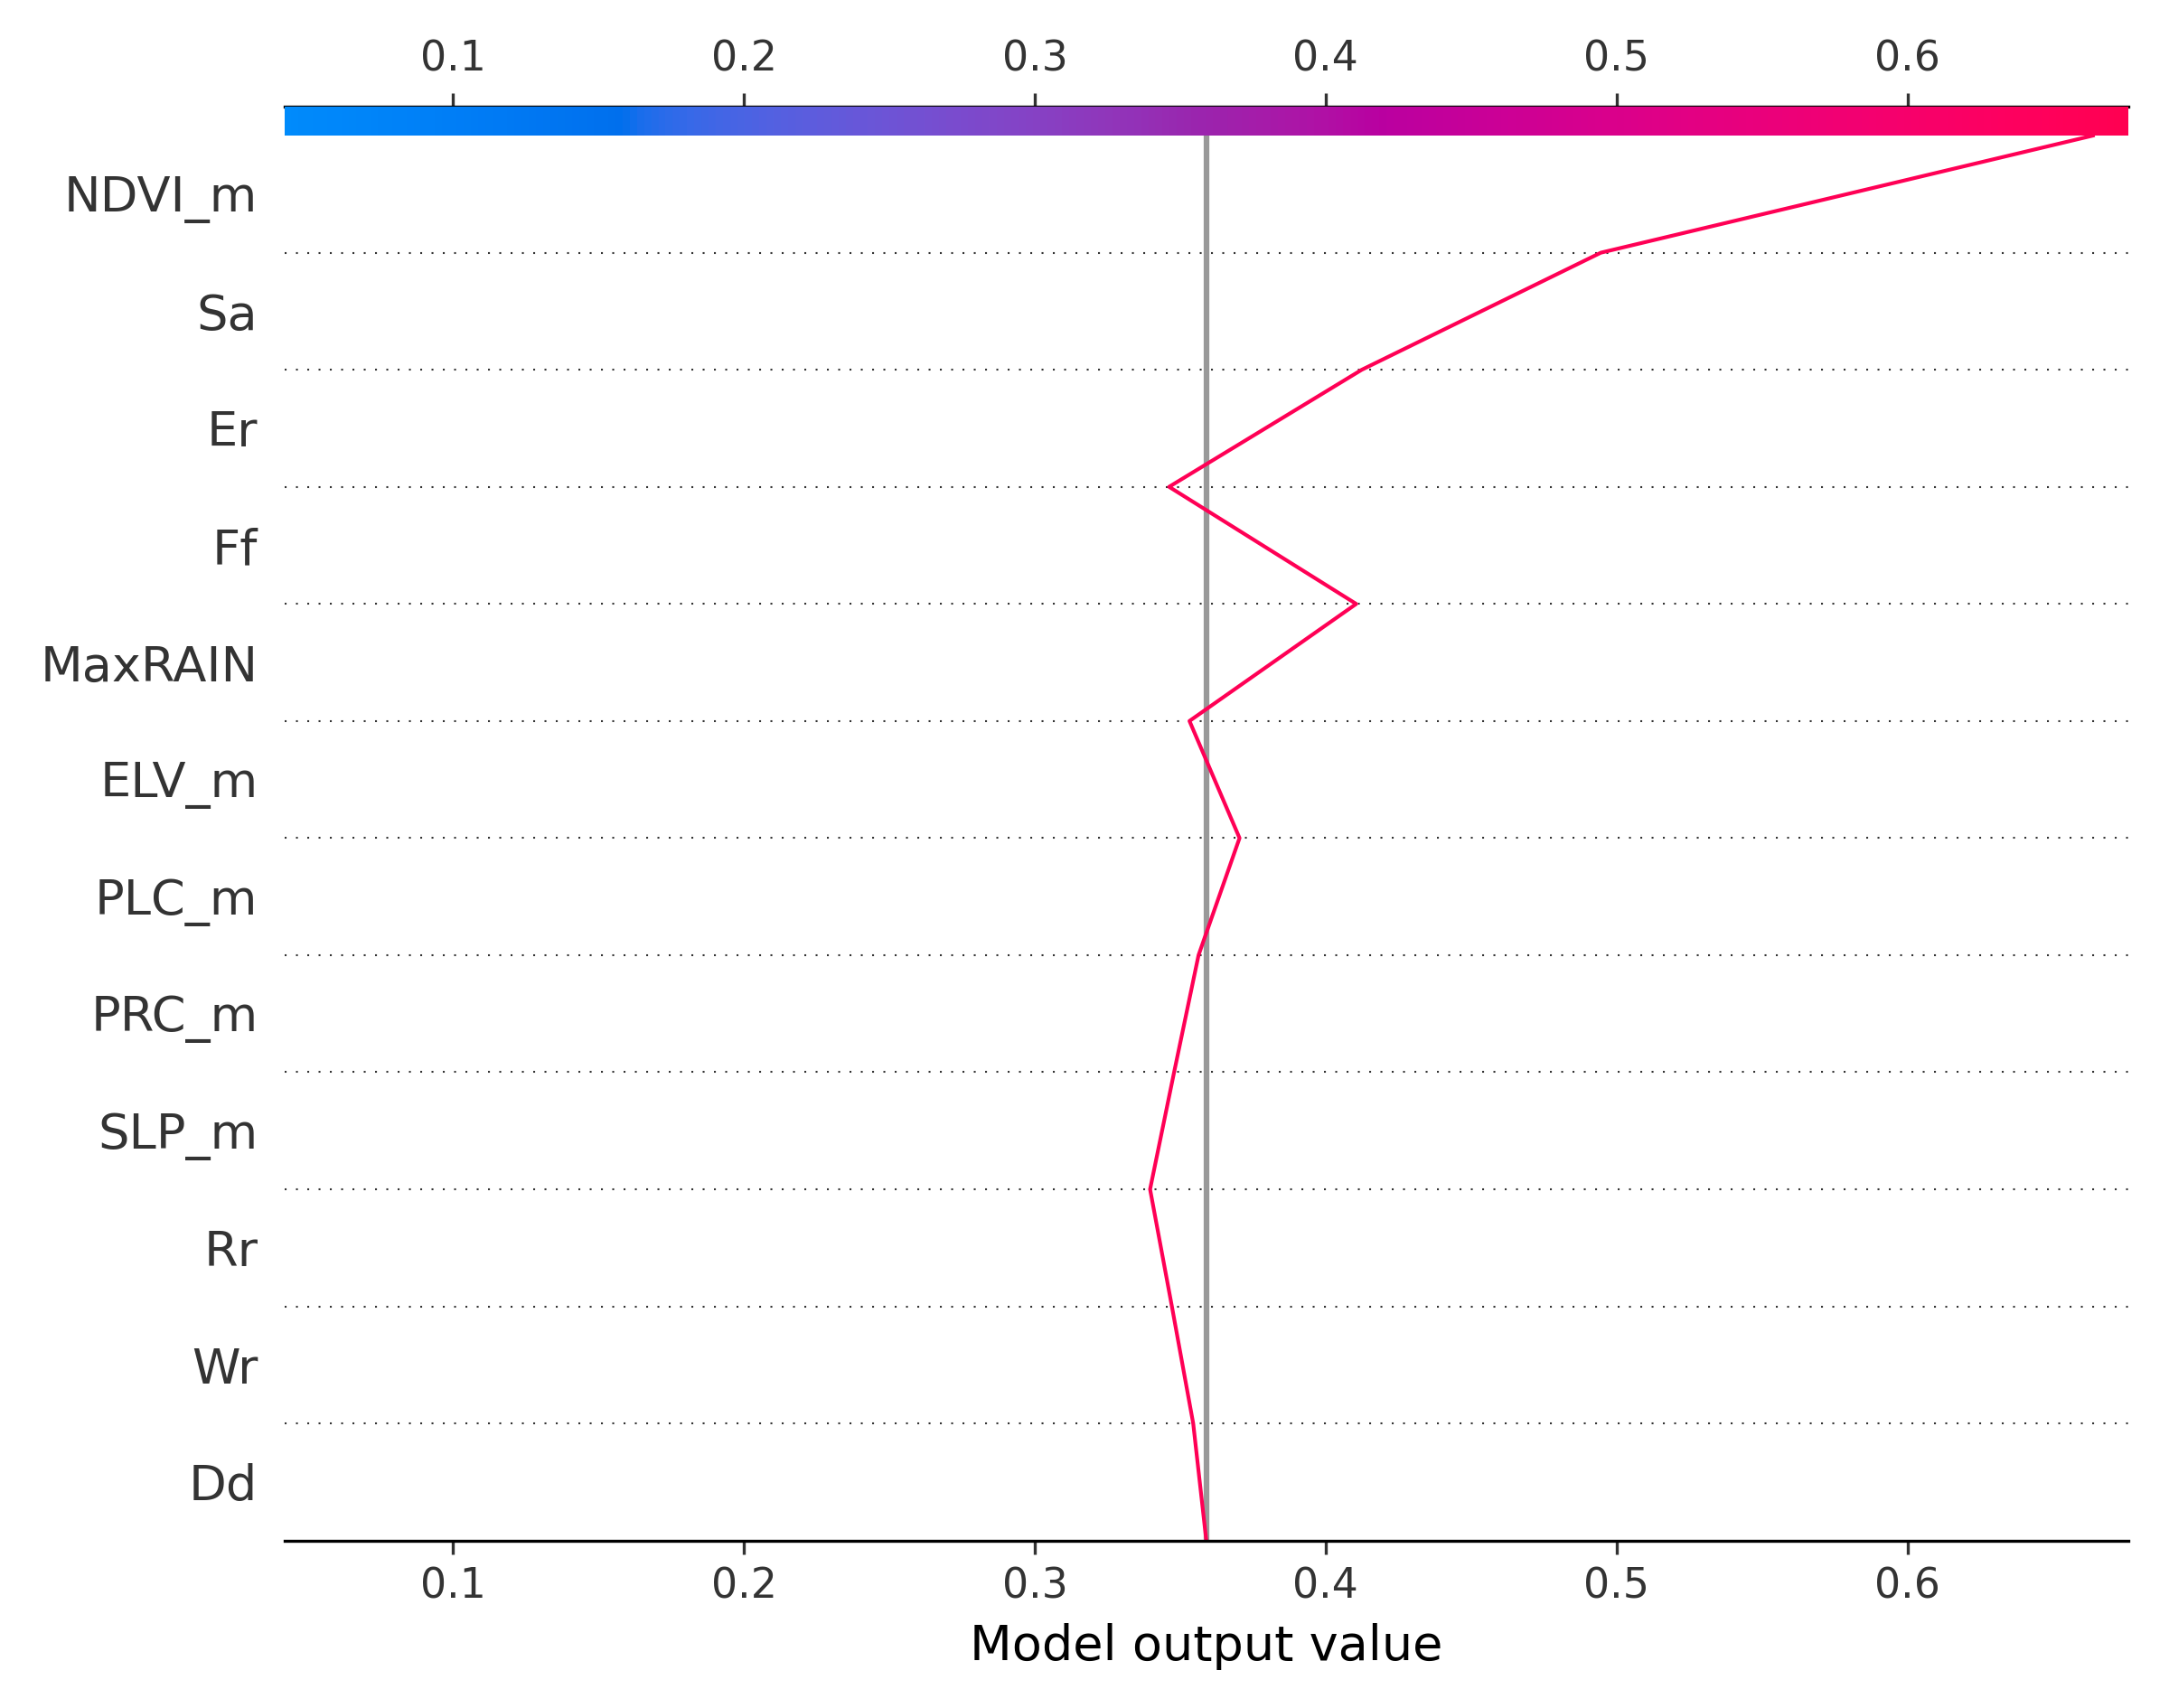 0.1 0.2 0.3 0.4 0.5 0.6
NDVI_m
Sa
Er
Ff
MaxRAIN
ELV_m
PLC_m
PRC_m
SLP_m
Rr
Wr
Dd
0.1 0.2 0.3 0.4 0.5 0.6
Model output value